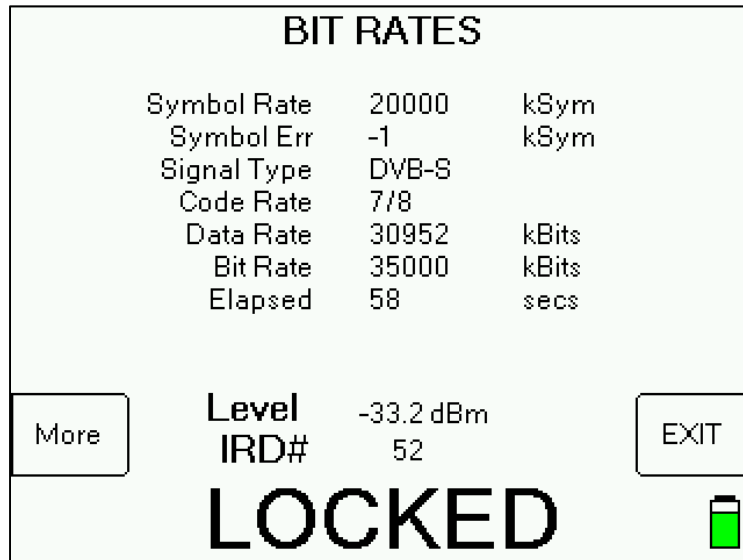 BIT RATES
Symbol Rate 20000 kSym
Symbol Err -1 kSym
Signal Type DVB-S
Code Rate 7/8
Data Rate 30952 kBits
Bit Rate 35000 kBits
Elapsed 58 secs
Level -33.2 dBm
More IRD# 52 EXIT
LOCKED